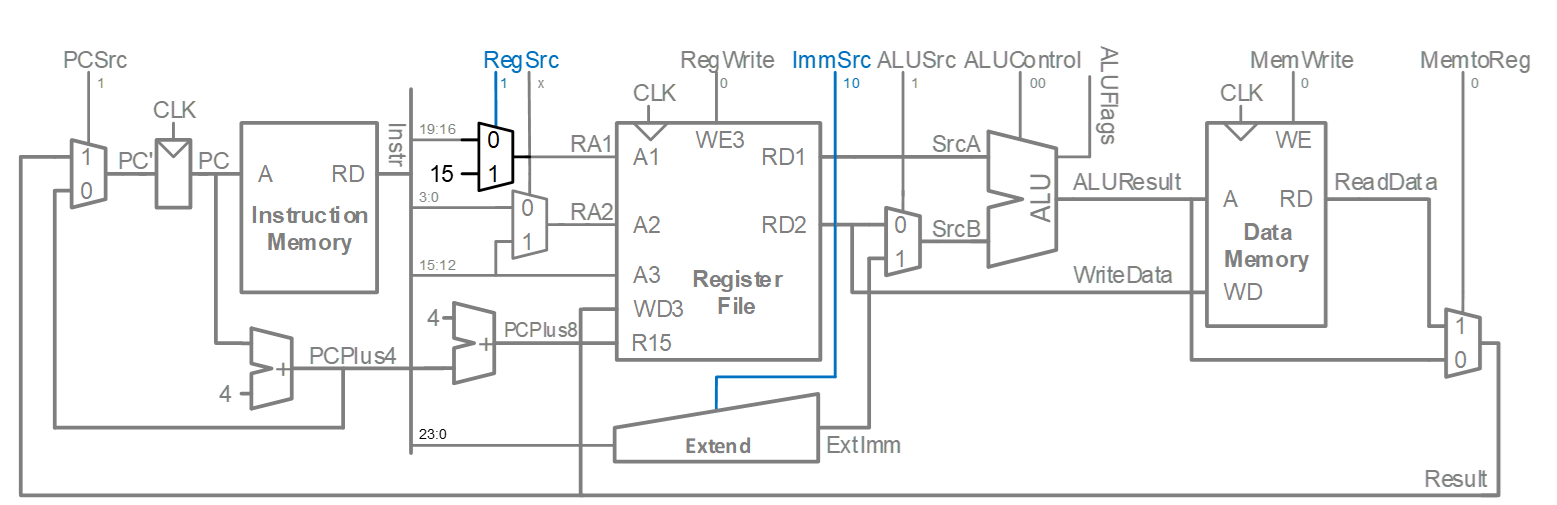 PCSrc
1
RegSrc
1
x
RegWrite
0
ImmSrc
10
ALUSrc
1
ALUControl
00
ALUFlags
MemWrite
0
MemtoReg
0
CLK
CLK
CLK
1
0
PC'
PC
A
RD
Instruction
Memory
Instr
19:16
15
0
1
RA1
3:0
0
1
RA2
15:12
A1
A2
A3
WD3
R15
WE3
RD1
RD2
Register
File
SrcA
0
1
SrcB
ALU
ALUResult
WriteData
WE
A
RD
Data
Memory
WD
ReadData
1
0
4
+
PCPlus8
PCPlus4
+
4
23:0
Extend
ExtImm
Result